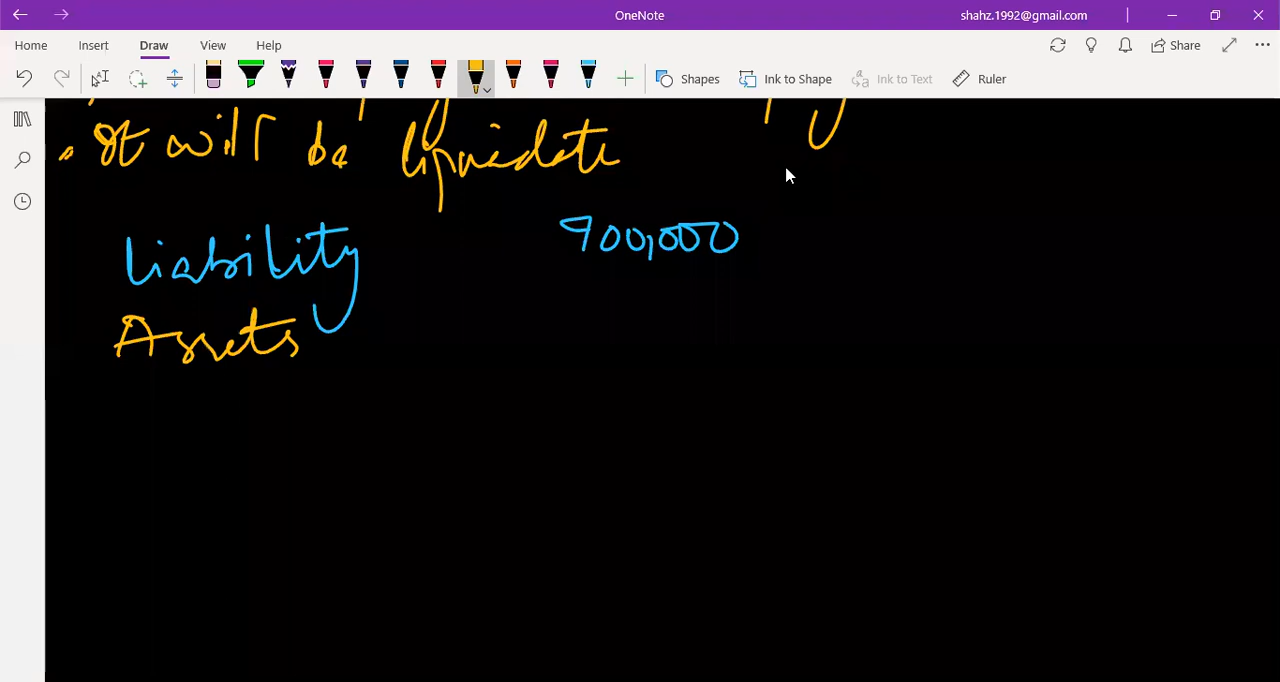 OneNote
shahz.1992@gmail.com
Home Insert Draw View Help
Share
Shapes Ink to Shape Ink to Text Ruler
. It will be liquidate
Liability 900,000
Assets